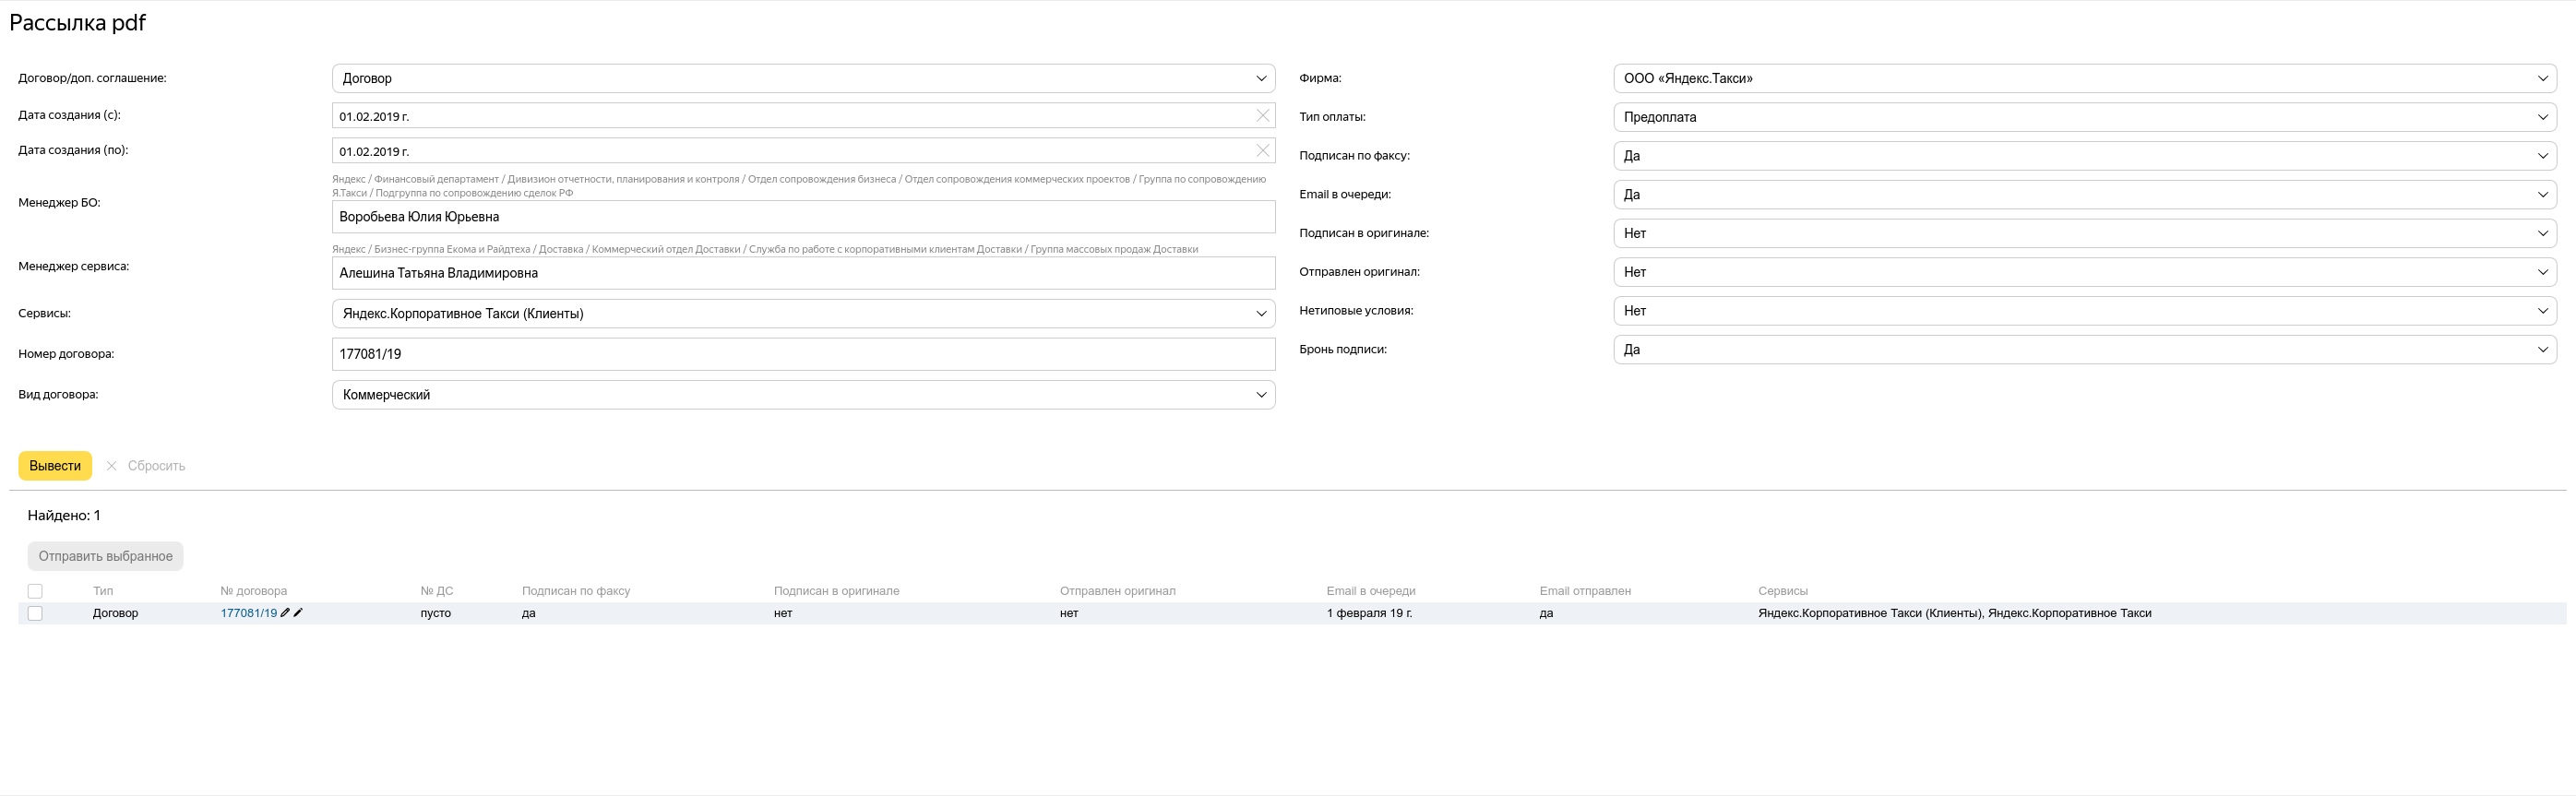 Рассылка pdf
Договор/доп. соглашение:
Договор
Дата создания (с):
01.02.2019 г.
Дата создания (по):
01.02.2019 г.
Менеджер БО:
Яндекс / Финансовый департамент / Дивизион отчетности, планирования и контроля / Отдел сопровождения бизнеса / Отдел сопровождения коммерческих проектов / Группа по сопровождению
Я.Такси / Подгруппа по сопровождению сделок РФ
Воробьева Юлия Юрьевна
Менеджер сервиса:
Яндекс / Бизнес-группа Екома и Райдтеха / Доставка / Коммерческий отдел Доставки / Служба по работе с корпоративными клиентам Доставки / Группа массовых продаж Доставки
Алешина Татьяна Владимировна
Сервисы:
Яндекс.Корпоративное Такси (Клиенты)
Номер договора:
177081/19
Вид договора:
Коммерческий
Фирма:
ООО «Яндекс.Такси»
Тип оплаты:
Предоплата
Подписан по факсу:
Да
Email в очереди:
Да
Подписан в оригинале:
Нет
Отправлен оригинал:
Нет
Нетиповые условия:
Нет
Бронь подписи:
Да
Вывести
Сбросить
Найдено: 1
Отправить выбранное
Тип № договора № ДС Подписан по факсу Подписан в оригинале Отправлен оригинал Email в очереди Email отправлен Сервисы
Договор 177081/19 пусто да нет нет 1 февраля 19 г. да Яндекс.Корпоративное Такси (Клиенты), Яндекс.Корпоративное Такси